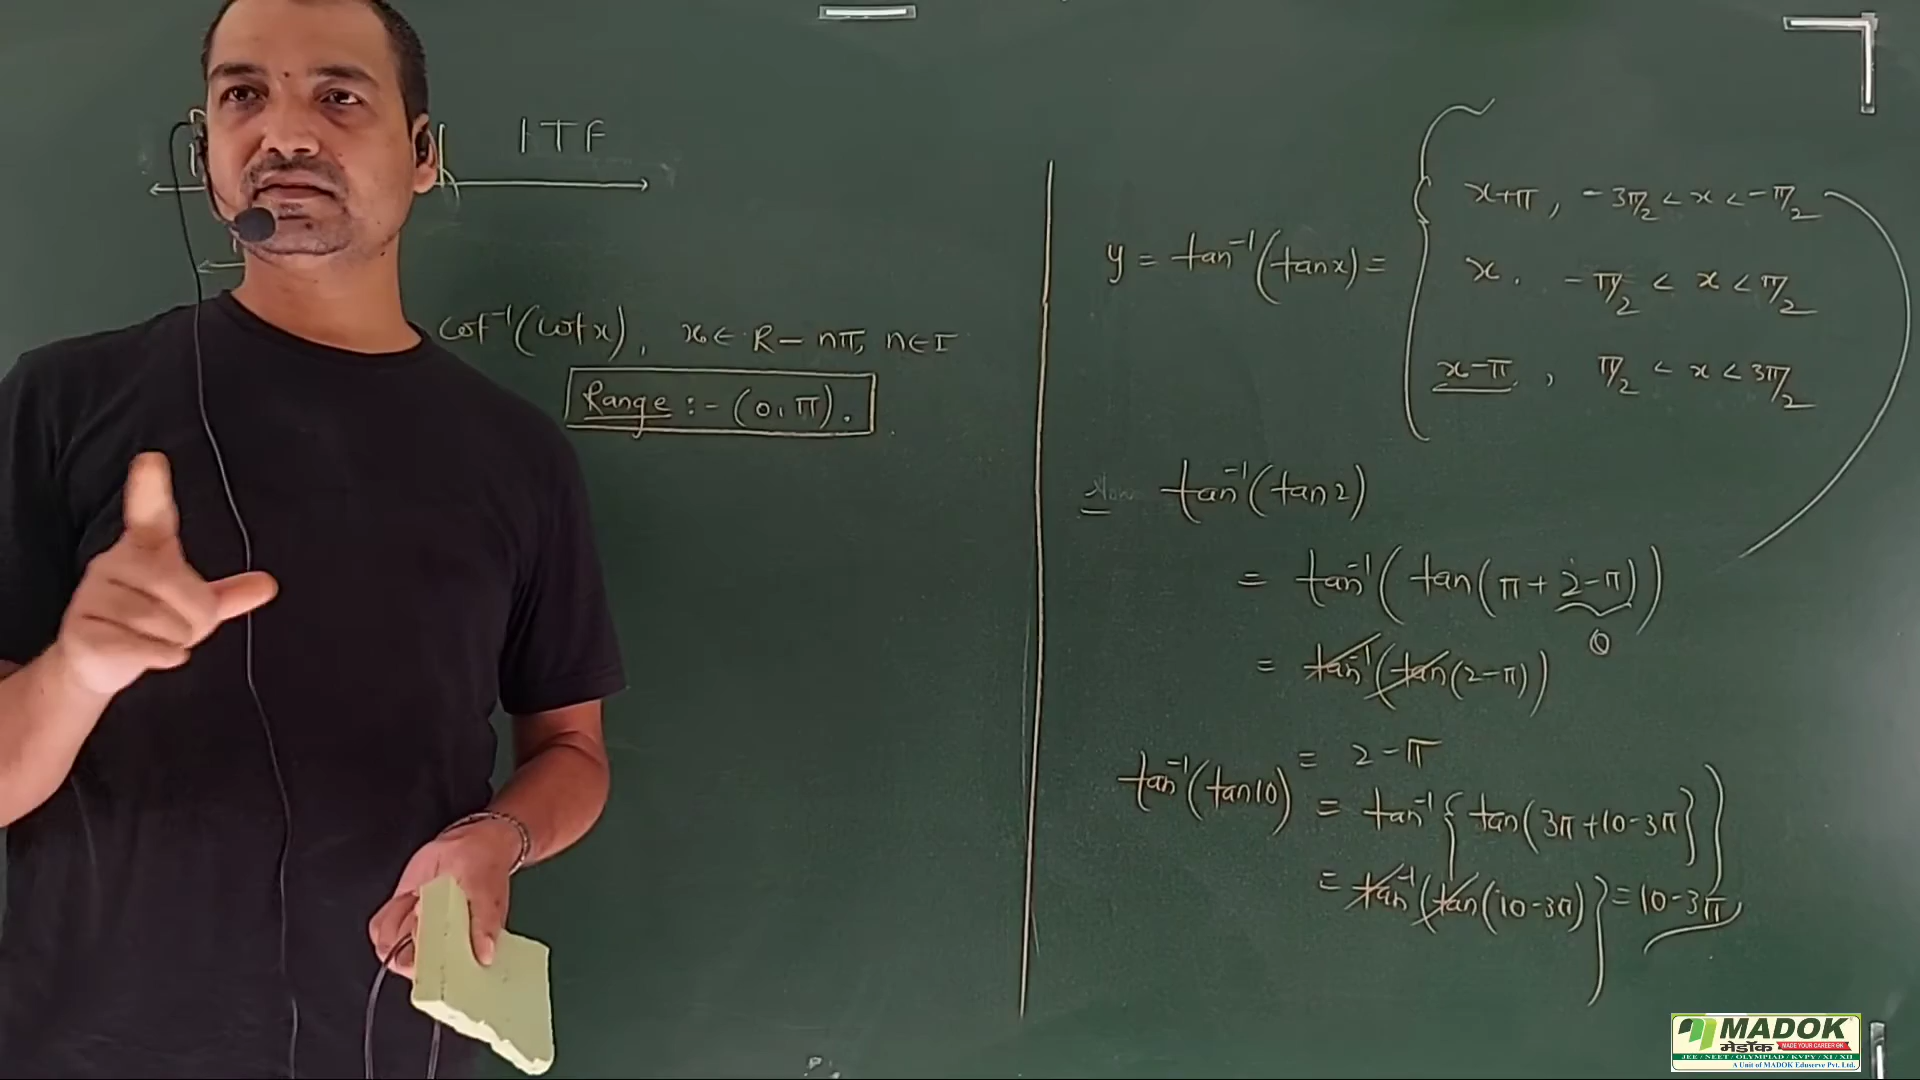 ITF
cot⁻¹(cot x), x ∈ R − nπ, n ∈ I
Range :- (0, π).
y = tan⁻¹(tan x) = {
x+π, -3π/2 < x < -π/2
x. -π/2 < x < π/2
x-π, π/2 < x < 3π/2
tan⁻¹(tan 2)
= tan⁻¹(tan(π + 2-π))
θ
= tan⁻¹(tan(2-π))
= 2-π
tan⁻¹(tan 10) = tan⁻¹{tan(3π+10-3π}}
= tan⁻¹(tan(10-3π)} = 10-3π
MADOK
मेडॉक MAKE YOUR CAREER ON
JEE / NEET / OLYMPIAD / KVPY / XI / XII
A Unit of MADOK Eduserve Pvt. Ltd.